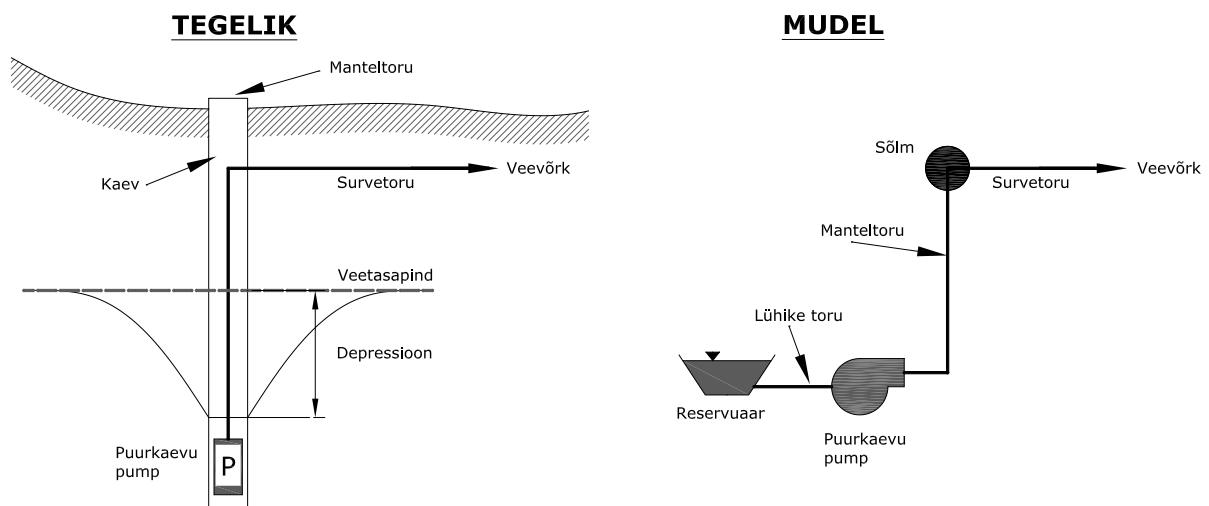 TEGELIK
Manteltoru
Kaev
Survetoru
Veevõrk
Veetasapind
Depressioon
Puurkaevu
pump
P
MUDEL
Sõlm
Survetoru
Veevõrk
Manteltoru
Lühike toru
Reservuaar
Puurkaevu
pump